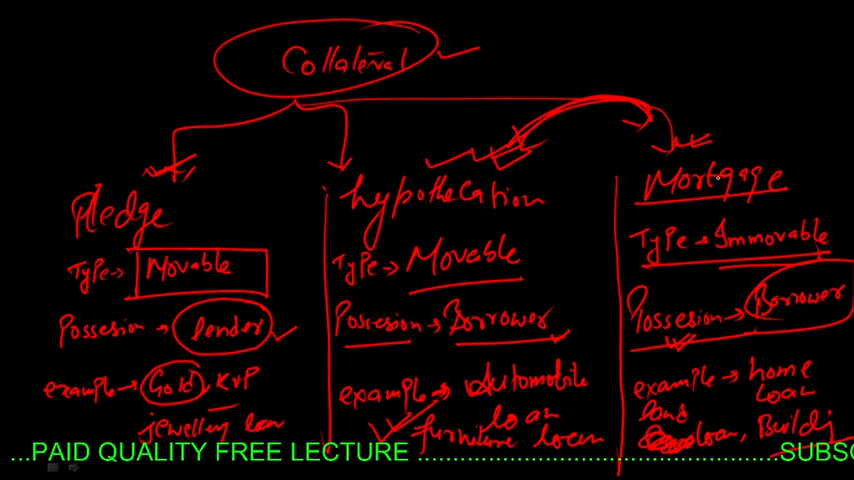 Collateral
Pledge
Type → Movable
Possesion → lender
example → Gold, KVP
jewellery loan
hypothecation
Type → Movable
Possesion → Borrower
example → Automobile
loan
furniture loan
Mortgage
Type → Immovable
Possesion → Borrower
example → home
loan
land
loan, Buildi
...PAID QUALITY FREE LECTURE ..........................................................SUBSC